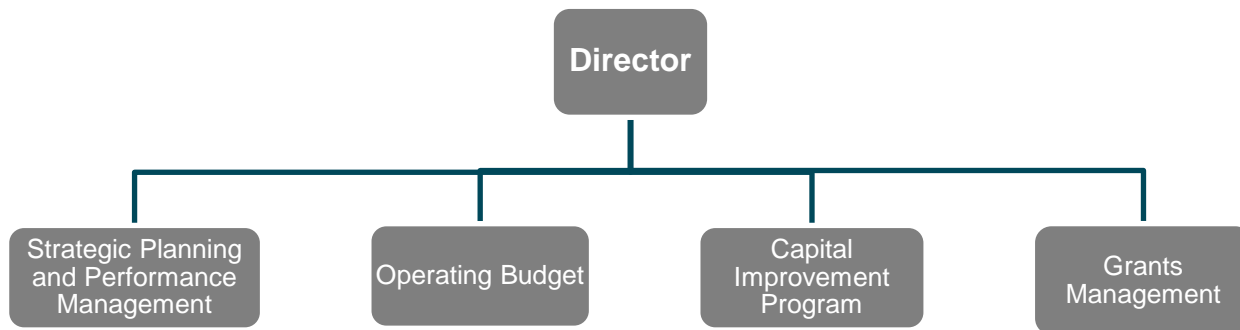 Director
Strategic Planning
and Performance
Management
Operating Budget
Capital
Improvement
Program
Grants
Management